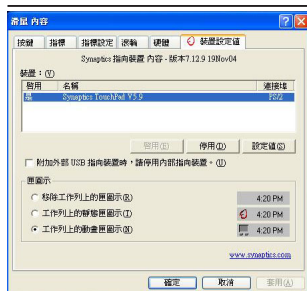 滑鼠 內容
按鍵 指標 指標設定 滾輪 硬體 裝置設定值
Synaptics 指向裝置 內容 - 版本7.12.9 19Nov04
裝置：(V)
啟用 名稱 連接埠
是 Synaptics TouchPad V5.9 PS/2
啟用(E) 停用(D) 設定值(S)
附加外部 USB 指向裝置時，請停用內部指向裝置。(U)
匣圖示
移除工作列上的匣圖示(R) 4:20 PM
工作列上的靜態匣圖示(T) 4:20 PM
工作列上的動畫匣圖示(N) 4:20 PM
www.synaptics.com
確定 取消 套用(A)